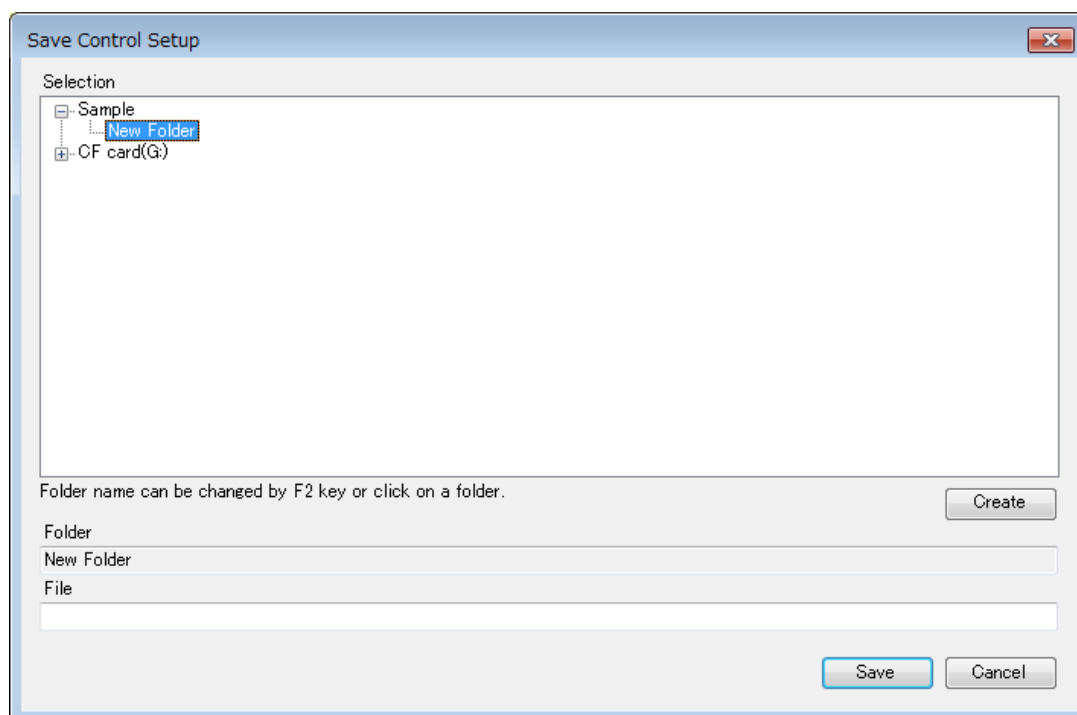 Save Control Setup
Selection
Sample
New Folder
CF card(G:)
Folder name can be changed by F2 key or click on a folder.
Create
Folder
New Folder
File
Save
Cancel